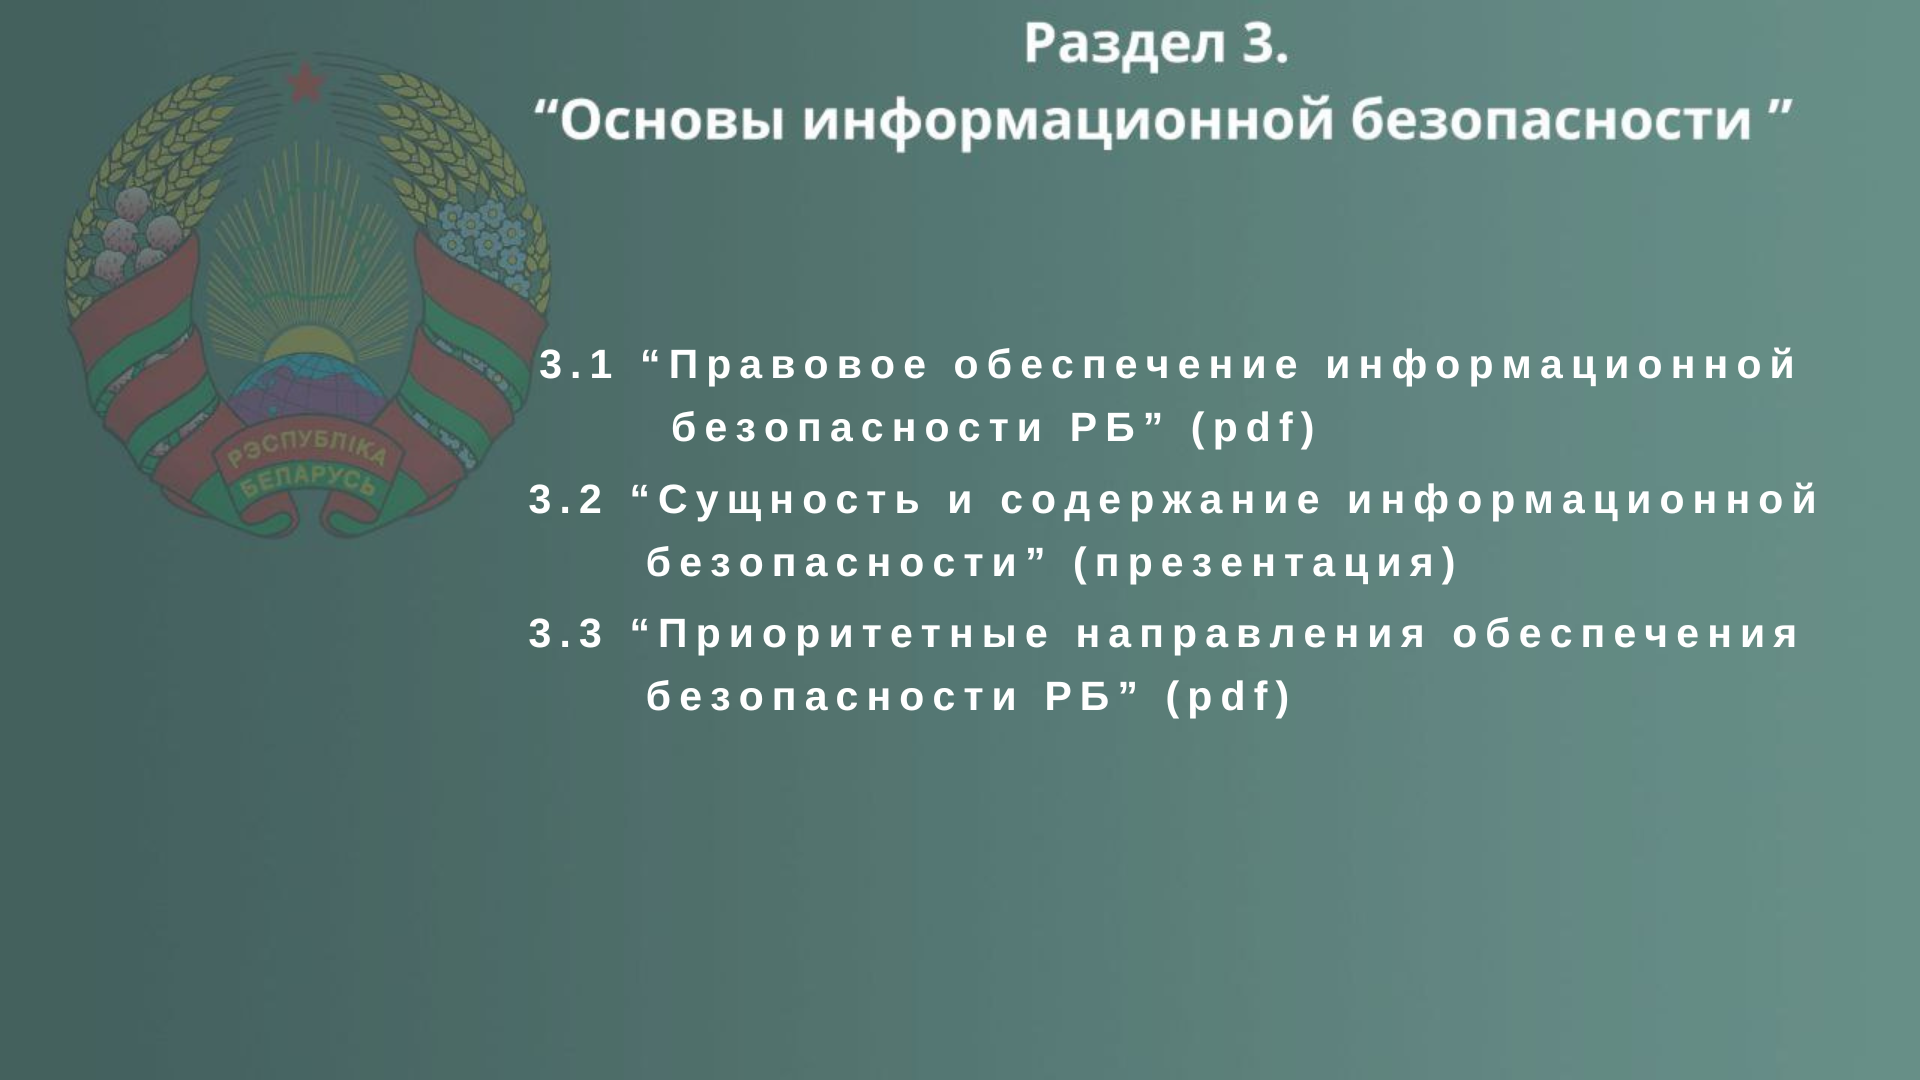 Раздел 3.
“Основы информационной безопасности ”
3.1 “Правовое обеспечение информационной
безопасности РБ” (pdf)
3.2 “Сущность и содержание информационной
безопасности” (презентация)
3.3 “Приоритетные направления обеспечения
безопасности РБ” (pdf)
РЭСПУБЛІКА
БЕЛАРУСЬ